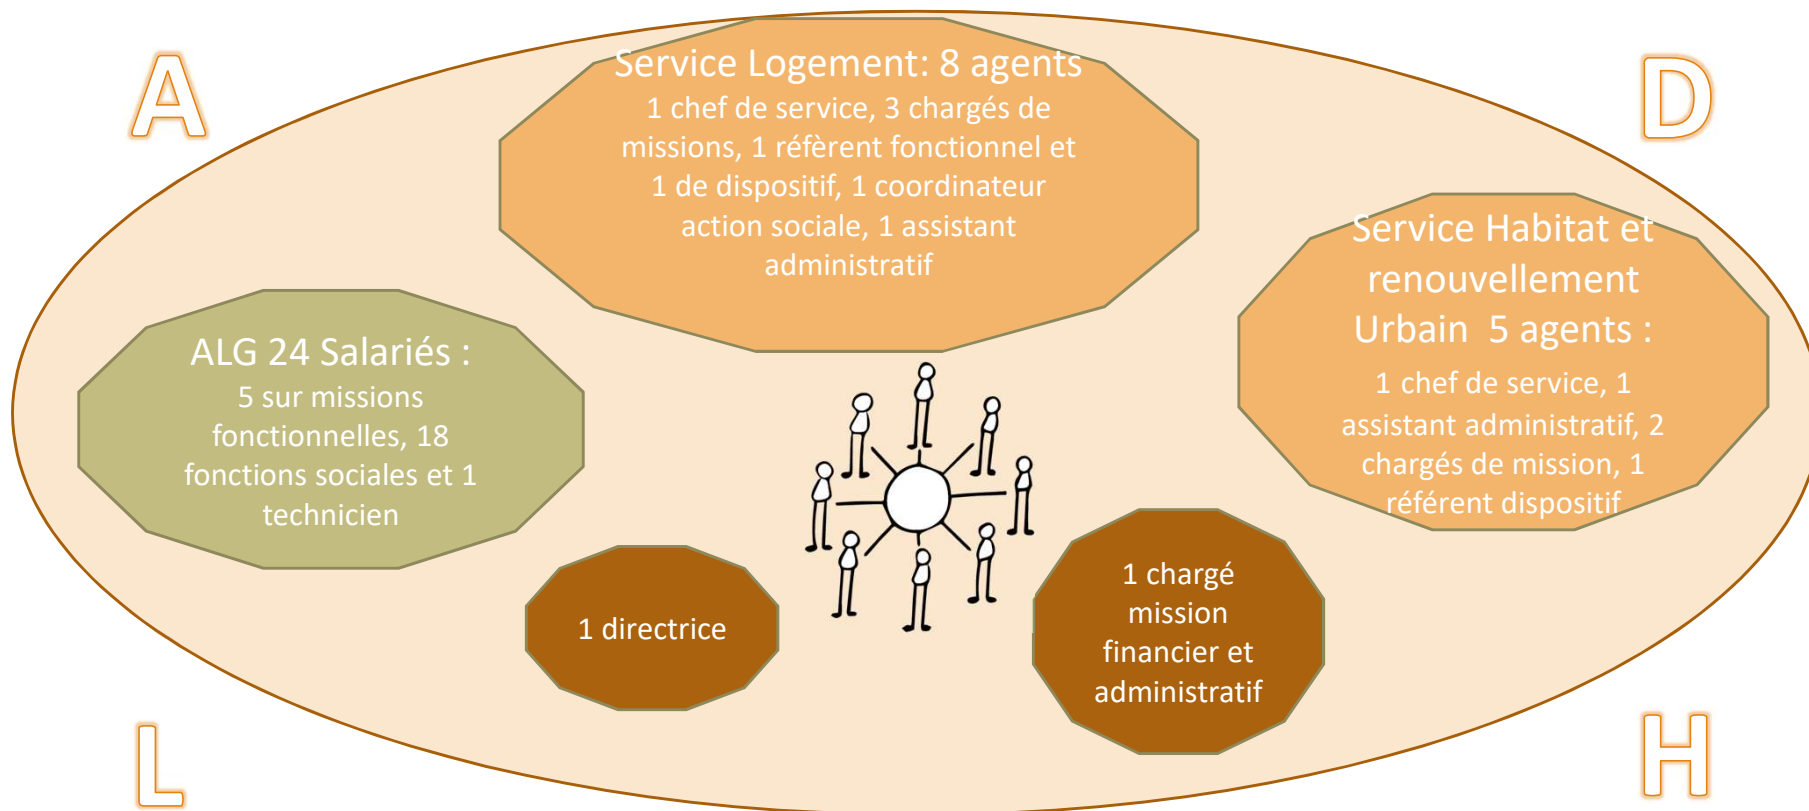 A
D
Service Logement: 8 agents
1 chef de service, 3 chargés de
missions, 1 réfèrent fonctionnel et
1 de dispositif, 1 coordinateur
action sociale, 1 assistant
administratif
Service Habitat et
renouvellement
Urbain 5 agents :
1 chef de service, 1
assistant administratif, 2
chargés de mission, 1
référent dispositif
ALG 24 Salariés :
5 sur missions
fonctionnelles, 18
fonctions sociales et 1
technicien
1 directrice
1 chargé
mission
financier et
administratif
L
H